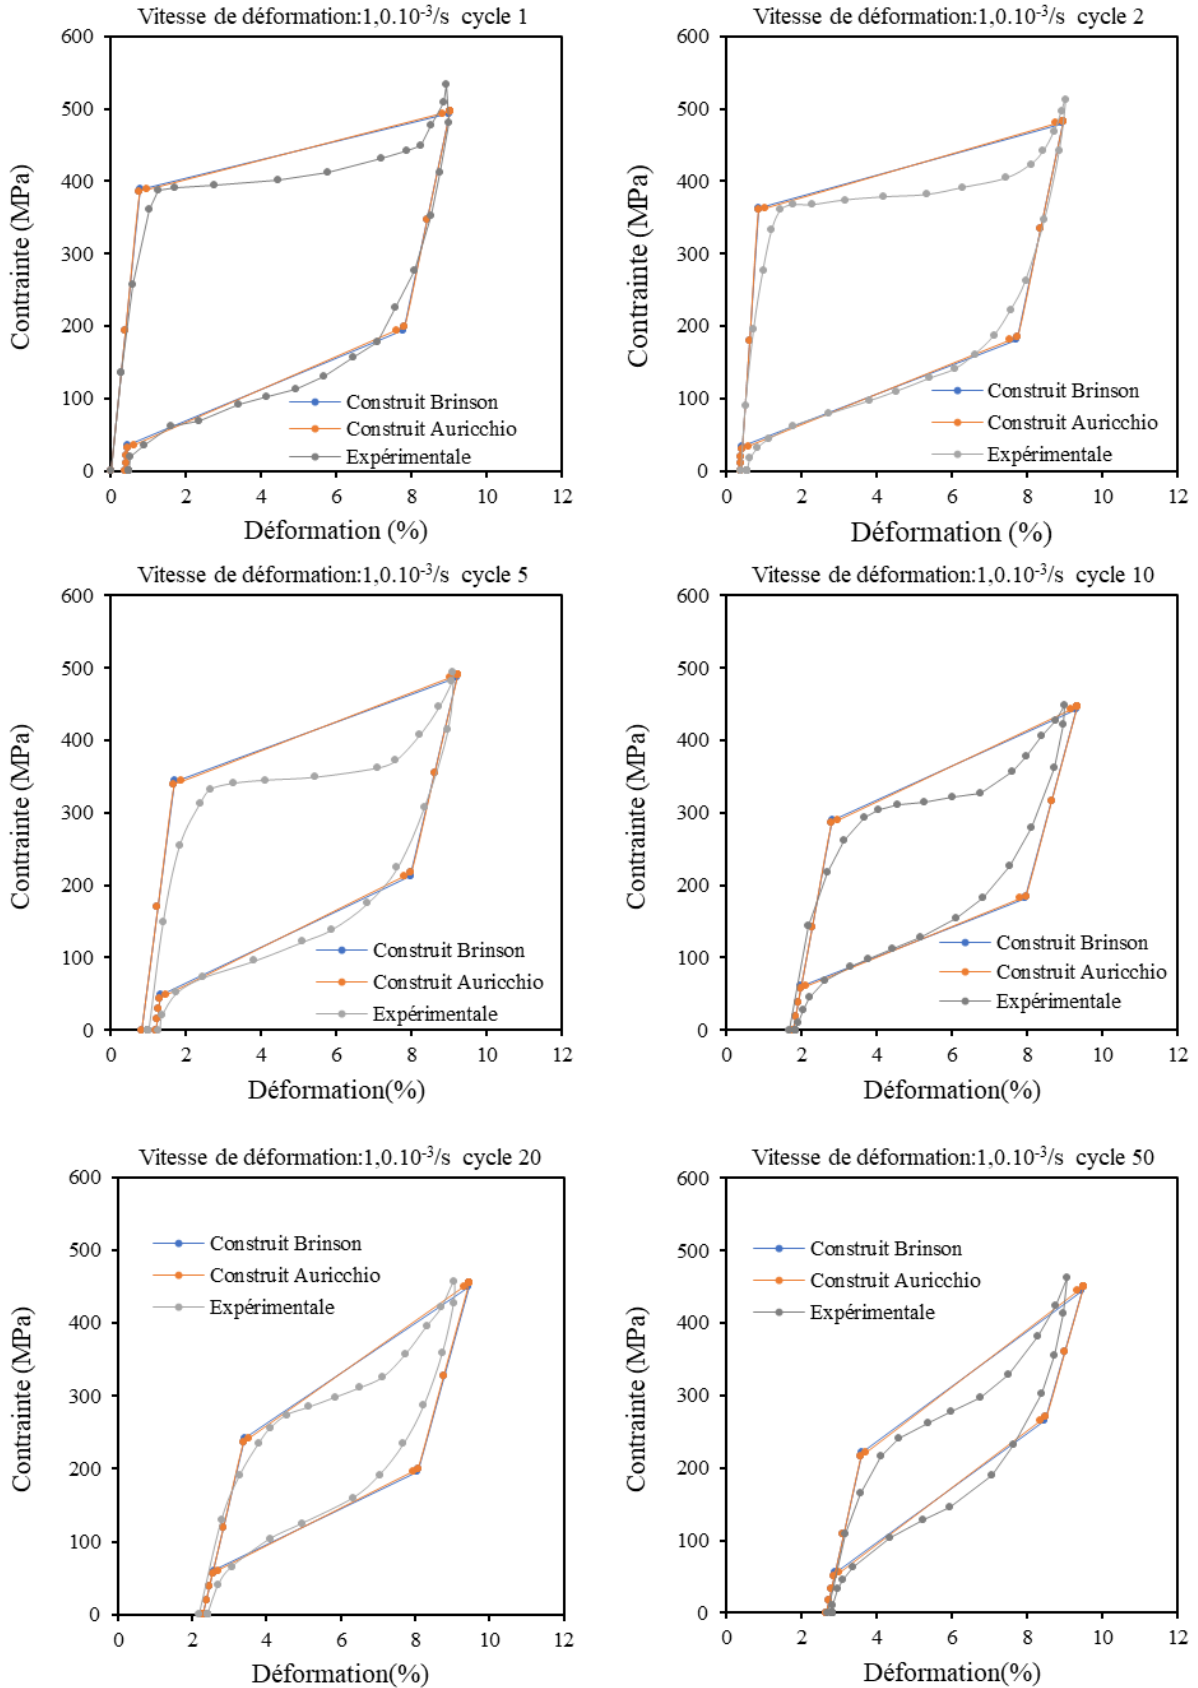 Vitesse de déformation:1,0.10⁻³/s cycle 1
600
500
400
300
200
100
0
Contrainte (MPa)
Construit Brinson
Construit Auricchio
Expérimentale
0 2 4 6 8 10 12
Déformation (%)
Vitesse de déformation:1,0.10⁻³/s cycle 2
600
500
400
300
200
100
0
Contrainte (MPa)
Construit Brinson
Construit Auricchio
Expérimentale
0 2 4 6 8 10 12
Déformation (%)
Vitesse de déformation:1,0.10⁻³/s cycle 5
600
500
400
300
200
100
0
Contrainte (MPa)
Construit Brinson
Construit Auricchio
Expérimentale
0 2 4 6 8 10 12
Déformation(%)
Vitesse de déformation:1,0.10⁻³/s cycle 10
600
500
400
300
200
100
0
Contrainte (MPa)
Construit Brinson
Construit Auricchio
Expérimentale
0 2 4 6 8 10 12
Déformation(%)
Vitesse de déformation:1,0.10⁻³/s cycle 20
600
500
400
300
200
100
0
Contrainte (MPa)
Construit Brinson
Construit Auricchio
Expérimentale
0 2 4 6 8 10 12
Déformation(%)
Vitesse de déformation:1,0.10⁻³/s cycle 50
600
500
400
300
200
100
0
Contrainte (MPa)
Construit Brinson
Construit Auricchio
Expérimentale
0 2 4 6 8 10 12
Déformation(%)